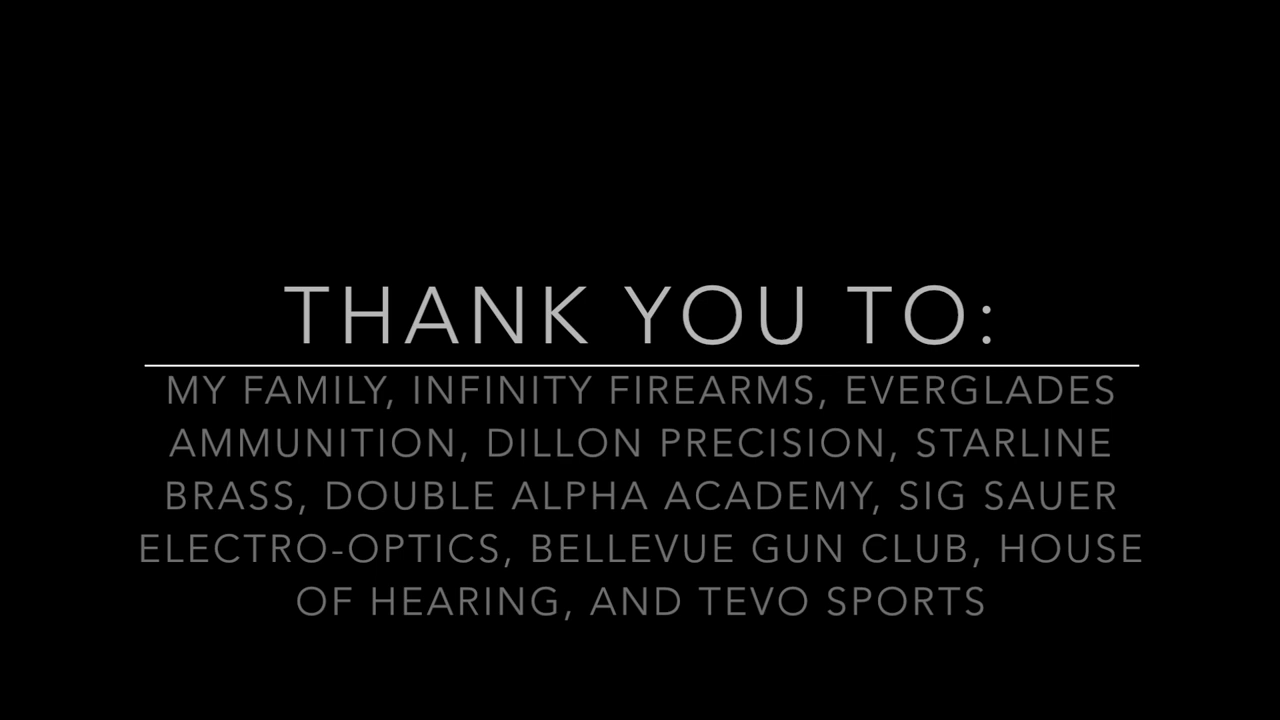 THANK YOU TO:
MY FAMILY, INFINITY FIREARMS, EVERGLADES
AMMUNITION, DILLON PRECISION, STARLINE
BRASS, DOUBLE ALPHA ACADEMY, SIG SAUER
ELECTRO-OPTICS, BELLEVUE GUN CLUB, HOUSE
OF HEARING, AND TEVO SPORTS